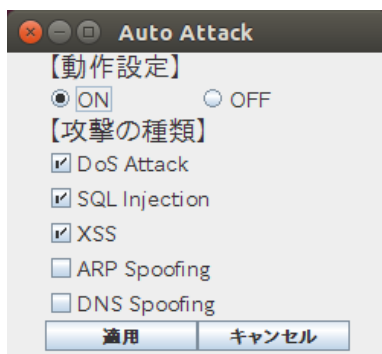 Auto Attack
【動作設定】
ON OFF
【攻撃の種類】
DoS Attack
SQL Injection
XSS
ARP Spoofing
DNS Spoofing
適用 キャンセル